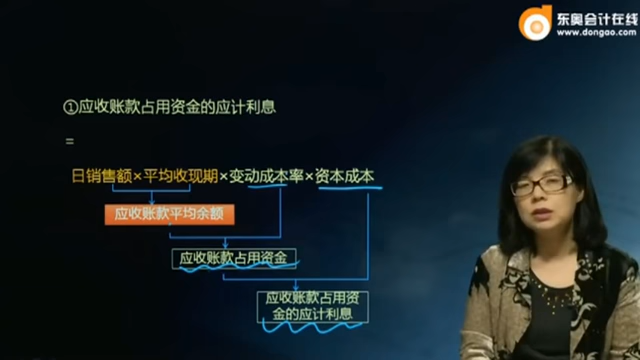 东奥会计在线
www.dongao.com
①应收账款占用资金的应计利息
=
日销售额×平均收现期×变动成本率×资本成本
应收账款平均余额
应收账款占用资金
应收账款占用资
金的应计利息